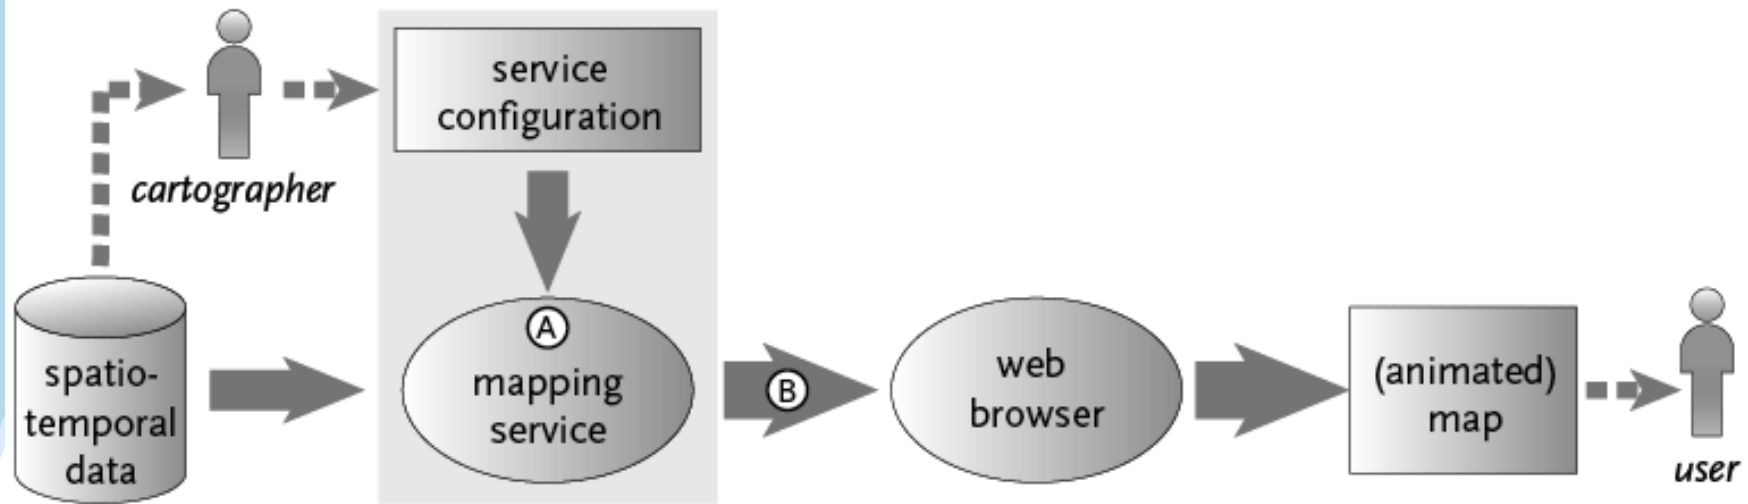 service
configuration
cartographer
A
mapping
service
spatio-
temporal
data
B
web
browser
(animated)
map
user